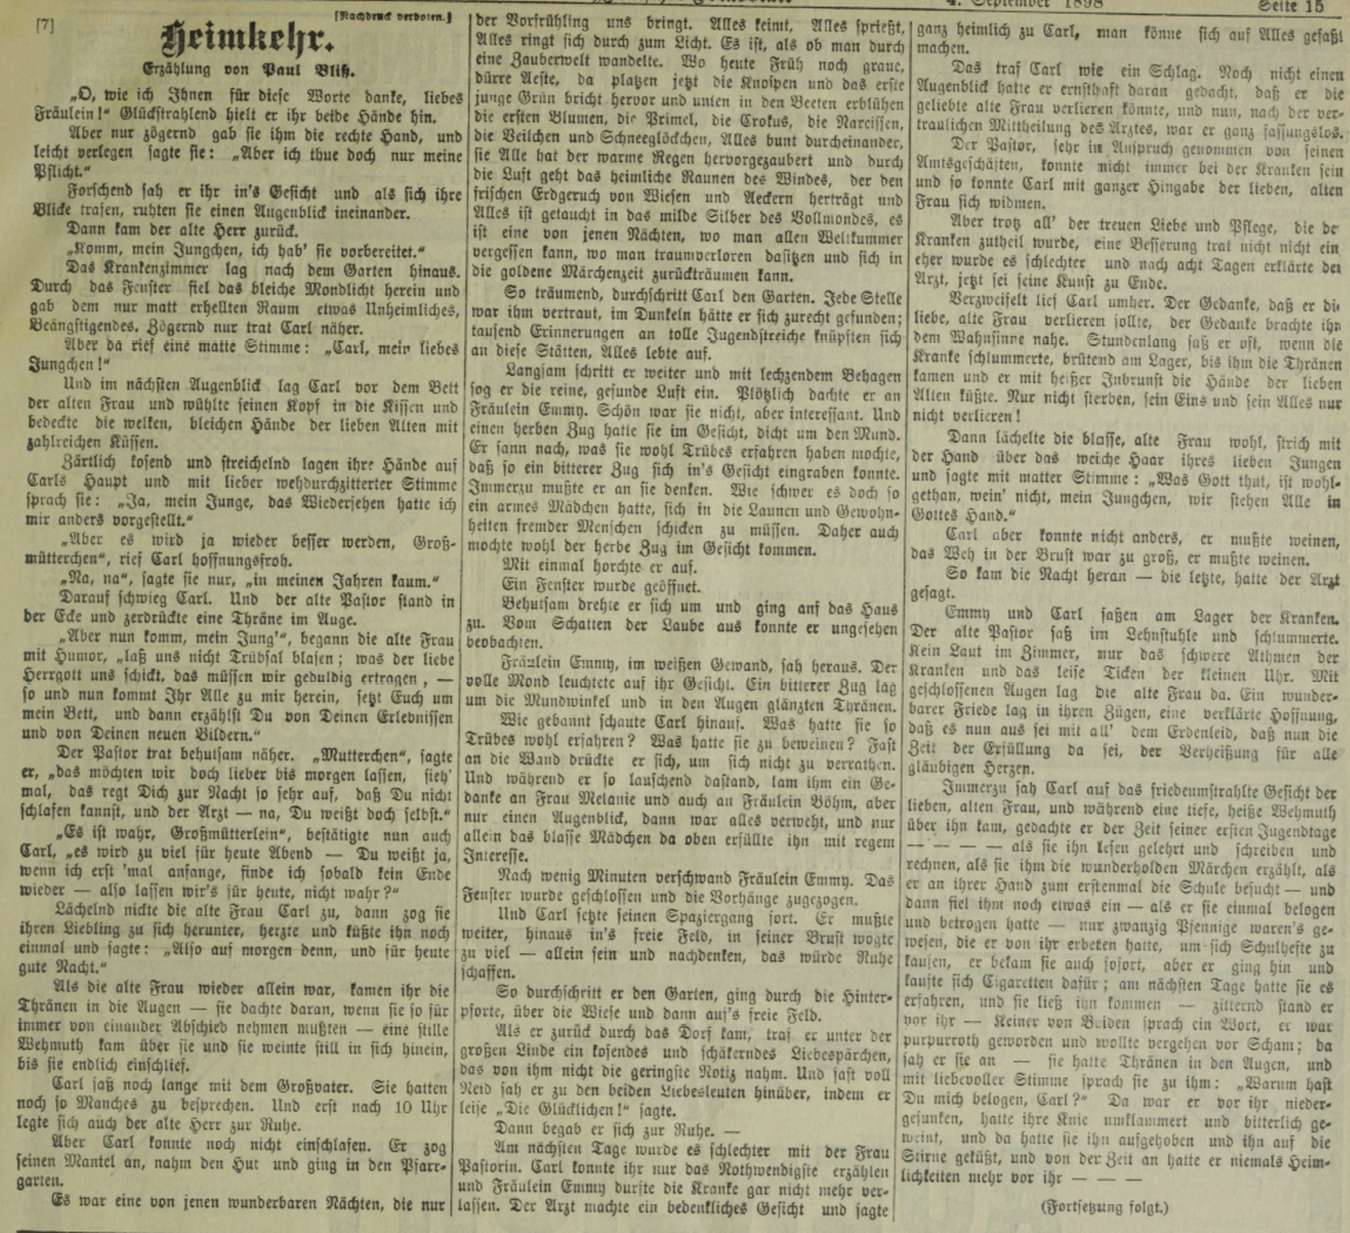 4. September 1898
Seite 15
[7]
[Nachdruck verboten.]
Heimkehr.
Erzählung von Paul Bliß.
„O, wie ich Ihnen für diese Worte danke, liebes
Fräulein!“ Glückstrahlend hielt er ihr beide Hände hin.
Aber nur zögernd gab sie ihm die rechte Hand, und
leicht verlegen sagte sie: „Aber ich thue doch nur meine
Pflicht.“
Forschend sah er ihr in's Gesicht und als sich ihre
Blicke trafen, ruhten sie einen Augenblick ineinander.
Dann kam der alte Herr zurück.
„Komm, mein Jungchen, ich hab' sie vorbereitet.“
Das Krankenzimmer lag nach dem Garten hinaus.
Durch das Fenster fiel das bleiche Mondlicht herein und
gab dem nur matt erhellten Raum etwas Unheimliches,
Beängstigendes. Zögernd nur trat Carl näher.
Aber da rief eine matte Stimme: „Carl, mein liebes
Jungchen!“
Und im nächsten Augenblick lag Carl vor dem Bett
der alten Frau und wühlte seinen Kopf in die Kissen und
bedeckte die welken, bleichen Hände der lieben Alten mit
zahlreichen Küssen.
Zärtlich kosend und streichelnd lagen ihre Hände auf
Carls Haupt und mit lieber wehdurchzitterter Stimme
sprach sie: „Ja, mein Junge, das Wiedersehen hatte ich
mir anders vorgestellt.“
„Aber es wird ja wieder besser werden, Groß-
mütterchen“, rief Carl hoffnungsfroh.
„Na, na“, sagte sie nur, „in meinen Jahren kaum.“
Darauf schwieg Carl. Und der alte Pastor stand in
der Ecke und zerdrückte eine Thräne im Auge.
„Aber nun komm, mein Jung'“, begann die alte Frau
mit Humor, „laß uns nicht Trübsal blasen; was der liebe
Herrgott uns schickt, das müssen wir geduldig ertragen, —
so und nun kommt Ihr Alle zu mir herein, setzt Euch um
mein Bett, und dann erzählst Du von Deinen Erlebnissen
und von Deinen neuen Bildern.“
Der Pastor trat behutsam näher. „Mutterchen“, sagte
er, „das möchten wir doch lieber bis morgen lassen, sieh'
mal, das regt Dich zur Nacht so sehr auf, daß Du nicht
schlafen kannst, und der Arzt — na, Du weißt doch selbst.“
„Es ist wahr, Großmütterlein“, bestätigte nun auch
Carl, „es wird zu viel für heute Abend — Du weißt ja,
wenn ich erst 'mal anfange, finde ich sobald kein Ende
wieder — also lassen wir's für heute, nicht wahr?“
Lächelnd nickte die alte Frau Carl zu, dann zog sie
ihren Liebling zu sich herunter, herzte und küßte ihn noch
einmal und sagte: „Also auf morgen denn, und für heute
gute Nacht.“
Als die alte Frau wieder allein war, kamen ihr die
Thränen in die Augen — sie dachte daran, wenn sie so für
immer von einander Abschied nehmen mußten — eine stille
Wehmuth kam über sie und sie weinte still in sich hinein,
bis sie endlich einschlief.
Carl saß noch lange mit dem Großvater. Sie hatten
noch so Manches zu besprechen. Und erst nach 10 Uhr
legte sich auch der alte Herr zur Ruhe.
Aber Carl konnte noch nicht einschlafen. Er zog
seinen Mantel an, nahm den Hut und ging in den Pfarr-
garten.
Es war eine von jenen wunderbaren Nächten, die nur
der Vorfrühling uns bringt. Alles keimt, Alles sprießt,
Alles ringt sich durch zum Licht. Es ist, als ob man durch
eine Zauberwelt wandelte. Wo heute Früh noch graue,
dürre Aeste, da platzen jetzt die Knospen und das erste
junge Grün bricht hervor und unten in den Beeten erblühen
die ersten Blumen, die Primel, die Crokus, die Narcissen,
die Veilchen und Schneeglöckchen, Alles bunt durcheinander,
sie Alle hat der warme Regen hervorgezaubert und durch
die Luft geht das heimliche Raunen des Windes, der den
frischen Erdgeruch von Wiesen und Aeckern herträgt und
Alles ist getaucht in das milde Silber des Vollmondes, es
ist eine von jenen Nächten, wo man allen Weltkummer
vergessen kann, wo man traumverloren dasitzen und sich in
die goldene Märchenzeit zurückträumen kann.
So träumend, durchschritt Carl den Garten. Jede Stelle
war ihm vertraut, im Dunkeln hätte er sich zurecht gefunden;
tausend Erinnerungen an tolle Jugendstreiche knüpften sich
an diese Stätten, Alles lebte auf.
Langsam schritt er weiter und mit lechzendem Behagen
sog er die reine, gesunde Luft ein. Plötzlich dachte er an
Fräulein Emmy. Schön war sie nicht, aber interessant. Und
einen herben Zug hatte sie im Gesicht, dicht um den Mund.
Er sann nach, was sie wohl Trübes erfahren haben mochte,
daß so ein bitterer Zug sich in's Gesicht eingraben konnte.
Immerzu mußte er an sie denken. Wie schwer es doch so
ein armes Mädchen hatte, sich in die Launen und Gewohn-
heiten fremder Menschen schicken zu müssen. Daher auch
mochte wohl der herbe Zug im Gesicht kommen.
Mit einmal horchte er auf.
Ein Fenster wurde geöffnet.
Behutsam drehte er sich um und ging auf das Haus
zu. Vom Schatten der Laube aus konnte er ungesehen
beobachten.
Fräulein Emmy, im weißen Gewand, sah heraus. Der
volle Mond leuchtete auf ihr Gesicht. Ein bitterer Zug lag
um die Mundwinkel und in den Augen glänzten Thränen.
Wie gebannt schaute Carl hinauf. Was hatte sie so
Trübes wohl erfahren? Was hatte sie zu beweinen? Fast
an die Wand drückte er sich, um sich nicht zu verrathen.
Und während er so lauschend dastand, kam ihm ein Ge-
danke an Frau Melanie und auch an Fräulein Böhm, aber
nur einen Augenblick, dann war alles verweht, und nur
allein das blasse Mädchen da oben erfüllte ihn mit regem
Interesse.
Nach wenig Minuten verschwand Fräulein Emmy. Das
Fenster wurde geschlossen und die Vorhänge zugezogen.
Und Carl setzte seinen Spaziergang fort. Er mußte
weiter, hinaus in's freie Feld, in seiner Brust wogte
zu viel — allein sein und nachdenken, das würde Ruhe
schaffen.
So durchschritt er den Garten, ging durch die Hinter-
pforte, über die Wiese und dann auf's freie Feld.
Als er zurück durch das Dorf kam, traf er unter der
großen Linde ein kosendes und schäkerndes Liebespärchen,
das von ihm nicht die geringste Notiz nahm. Und fast voll
Neid sah er zu den beiden Liebesleuten hinüber, indem er
leise „Die Glücklichen!“ sagte.
Dann begab er sich zur Ruhe. —
Am nächsten Tage wurde es schlechter mit der Frau
Pastorin. Carl konnte ihr nur das Nothwendigste erzählen
und Fräulein Emmy durfte die Kranke gar nicht mehr ver-
lassen. Der Arzt machte ein bedenkliches Gesicht und sagte
ganz heimlich zu Carl, man könne sich auf Alles gefaßt
machen.
Das traf Carl wie ein Schlag. Noch nicht einen
Augenblick hatte er ernsthaft daran gedacht, daß er die
geliebte alte Frau verlieren könnte, und nun, nach der ver-
traulichen Mittheilung des Arztes, war er ganz fassungslos.
Der Pastor, sehr in Anspruch genommen von seinen
Amtsgeschäften, konnte nicht immer bei der Kranken sein
und so konnte Carl mit ganzer Hingabe der lieben, alten
Frau sich widmen.
Aber trotz all' der treuen Liebe und Pflege, die der
Kranken zutheil wurde, eine Besserung trat nicht nicht ein
eher wurde es schlechter und nach acht Tagen erklärte der
Arzt, jetzt sei seine Kunst zu Ende.
Verzweifelt lief Carl umher. Der Gedanke, daß er die
liebe, alte Frau verlieren sollte, der Gedanke brachte ihn
dem Wahnsinne nahe. Stundenlang saß er oft, wenn die
Kranke schlummerte, brütend am Lager, bis ihm die Thränen
kamen und er mit heißer Inbrunst die Hände der lieben
Alten küßte. Nur nicht sterben, sein Eins und sein Alles nur
nicht verlieren!
Dann lächelte die blasse, alte Frau wohl, strich mit
der Hand über das weiche Haar ihres lieben Jungen
und sagte mit matter Stimme: „Was Gott thut, ist wohl-
gethan, wein' nicht, mein Jungchen, wir stehen Alle in
Gottes Hand.“
Carl aber konnte nicht anders, er mußte weinen,
das Weh in der Brust war zu groß, er mußte weinen.
So kam die Nacht heran — die letzte, hatte der Arzt
gesagt.
Emmy und Carl saßen am Lager der Kranken.
Der alte Pastor saß im Lehnstuhle und schlummerte.
Kein Laut im Zimmer, nur das schwere Athmen der
Kranken und das leise Ticken der kleinen Uhr. Mit
geschlossenen Augen lag die alte Frau da. Ein wunder-
barer Friede lag in ihren Zügen, eine verklärte Hoffnung,
daß es nun aus sei mit all' dem Erdenleid, daß nun die
Zeit der Erfüllung da sei, der Verheißung für alle
gläubigen Herzen.
Immerzu sah Carl auf das friedeumstrahlte Gesicht der
lieben, alten Frau, und während eine tiefe, heiße Wehmuth
über ihn kam, gedachte er der Zeit seiner ersten Jugendtage
— — — — als sie ihn lesen gelehrt und schreiben und
rechnen, als sie ihm die wunderholden Märchen erzählt, als
er an ihrer Hand zum erstenmal die Schule besucht — und
dann fiel ihm noch etwas ein — als er sie einmal belogen
und betrogen hatte — nur zwanzig Pfennige waren's ge-
wesen, die er von ihr erbeten hatte, um sich Schulhefte zu
kaufen, er bekam sie auch sofort, aber er ging hin und
kaufte sich Cigaretten dafür; am nächsten Tage hatte sie es
erfahren, und sie ließ ihn kommen — zitternd stand er
vor ihr — Keiner von Beiden sprach ein Wort, er war
purpurroth geworden und wollte vergehen vor Scham; da
sah er sie an — sie hatte Thränen in den Augen, und
mit liebevoller Stimme sprach sie zu ihm: „Warum hast
Du mich belogen, Carl?“ Da war er vor ihr nieder-
gesunken, hatte ihre Knie umklammert und bitterlich ge-
weint, und da hatte sie ihn aufgehoben und ihn auf die
Stirne geküßt, und von der Zeit an hatte er niemals Heim-
lichkeiten mehr vor ihr — — —
(Fortsetzung folgt.)